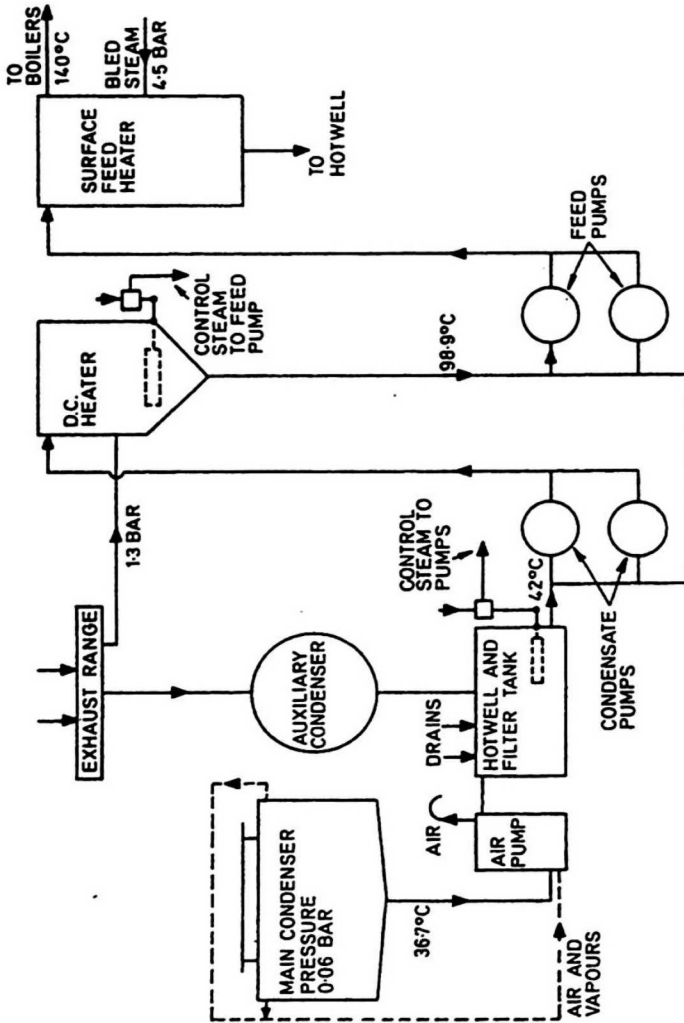 EXHAUST RANGE
1·3 BAR
D.C.
HEATER
CONTROL
STEAM
TO FEED
PUMP
SURFACE
FEED
HEATER
TO
BOILERS
140°C
BLED
STEAM
4·5 BAR
TO
HOTWELL
MAIN CONDENSER
PRESSURE
0·06 BAR
36·7°C
AIR AND
VAPOURS
AIR
AIR
PUMP
AUXILIARY
CONDENSER
DRAINS
HOTWELL AND
FILTER TANK
CONTROL
STEAM TO
PUMPS
42°C
CONDENSATE
PUMPS
98·9°C
FEED
PUMPS